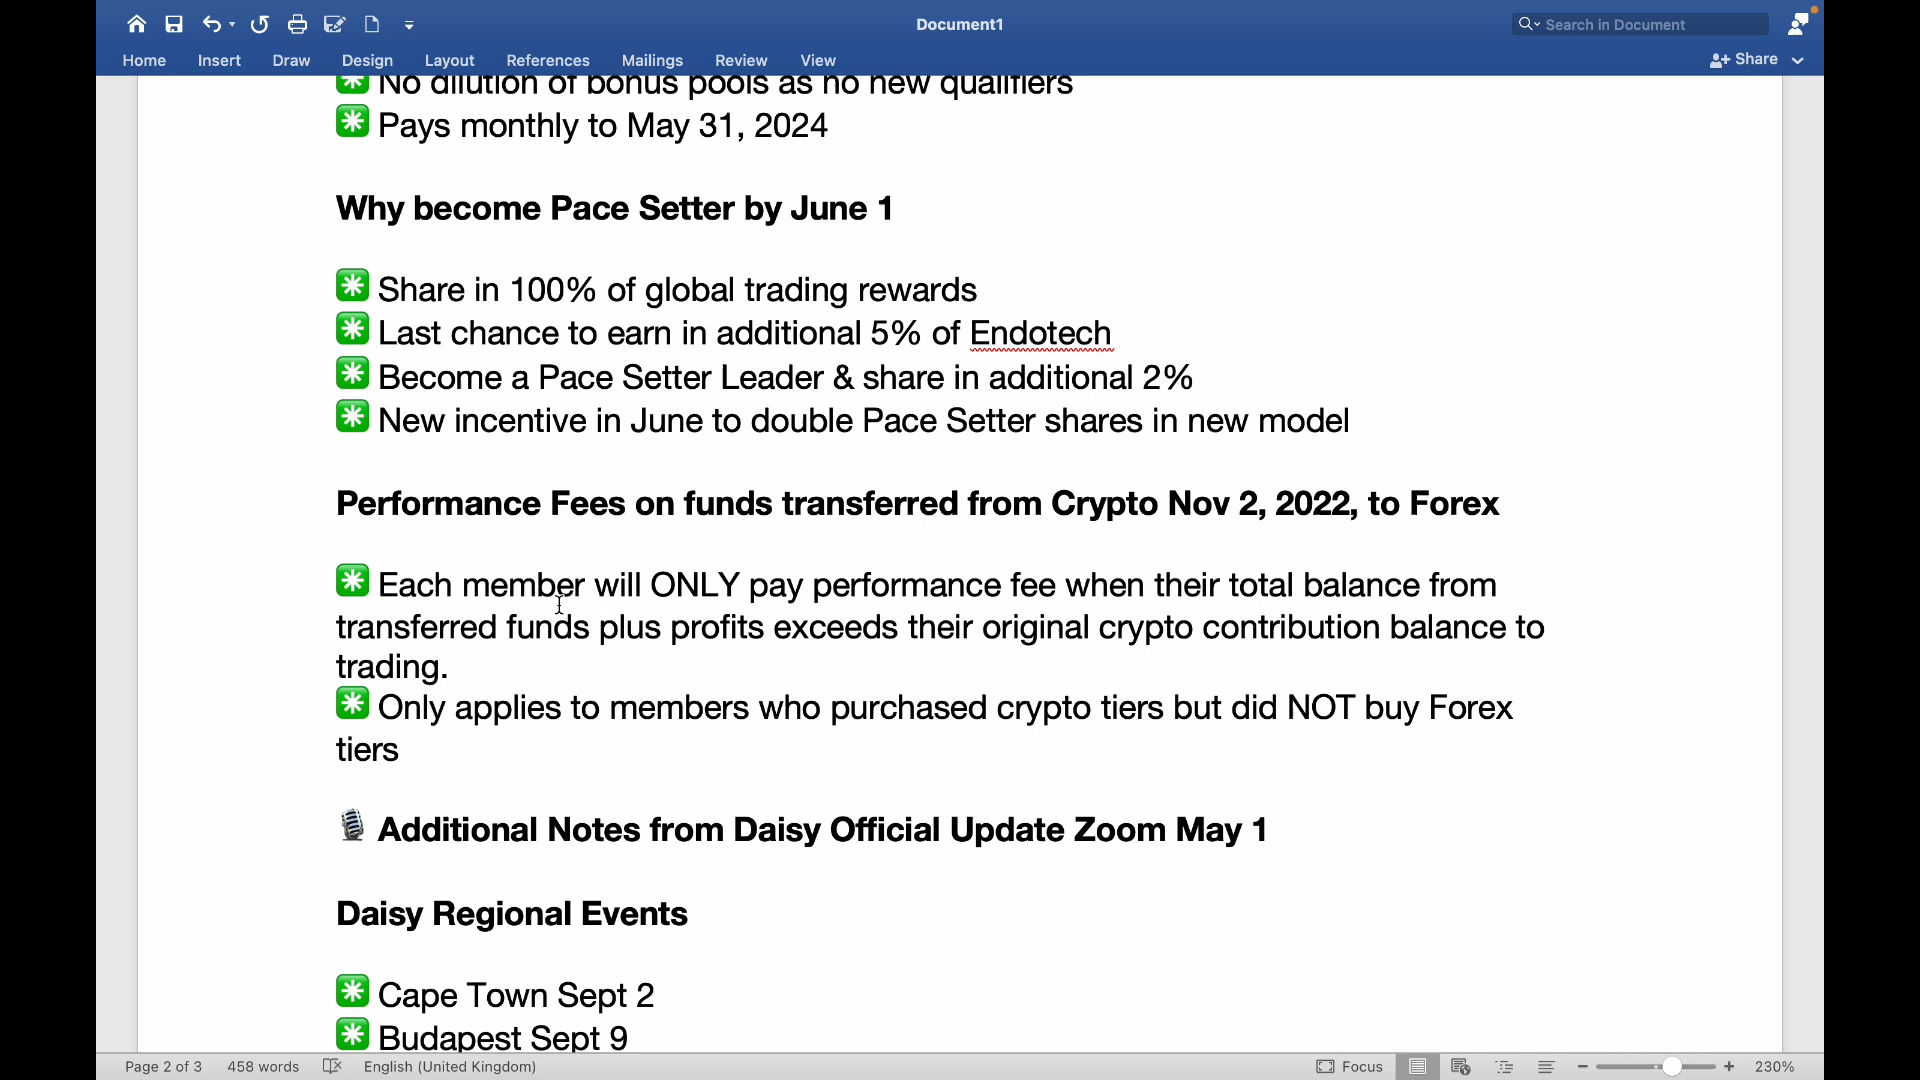 Document1
Search in Document
Home Insert Draw Design Layout References Mailings Review View Share
No dilution of bonus pools as no new qualifiers
Pays monthly to May 31, 2024
Why become Pace Setter by June 1
Share in 100% of global trading rewards
Last chance to earn in additional 5% of Endotech
Become a Pace Setter Leader & share in additional 2%
New incentive in June to double Pace Setter shares in new model
Performance Fees on funds transferred from Crypto Nov 2, 2022, to Forex
Each member will ONLY pay performance fee when their total balance from
transferred funds plus profits exceeds their original crypto contribution balance to
trading.
Only applies to members who purchased crypto tiers but did NOT buy Forex
tiers
Additional Notes from Daisy Official Update Zoom May 1
Daisy Regional Events
Cape Town Sept 2
Budapest Sept 9
Page 2 of 3 458 words English (United Kingdom) Focus 230%